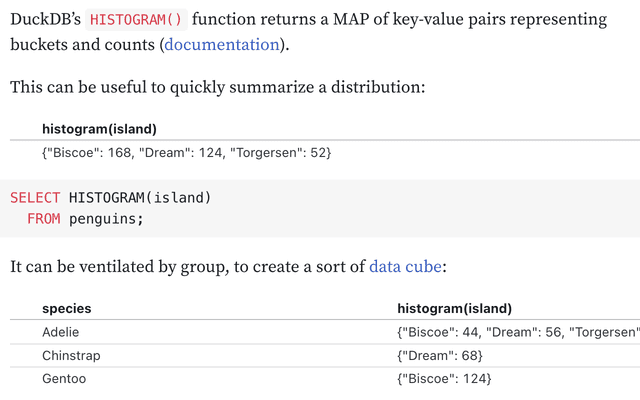 DuckDB’s HISTOGRAM() function returns a MAP of key-value pairs representing
buckets and counts (documentation).
This can be useful to quickly summarize a distribution:
histogram(island)
{"Biscoe": 168, "Dream": 124, "Torgersen": 52}
SELECT HISTOGRAM(island)
FROM penguins;
It can be ventilated by group, to create a sort of data cube:
species histogram(island)
Adelie {"Biscoe": 44, "Dream": 56, "Torgersen"
Chinstrap {"Dream": 68}
Gentoo {"Biscoe": 124}